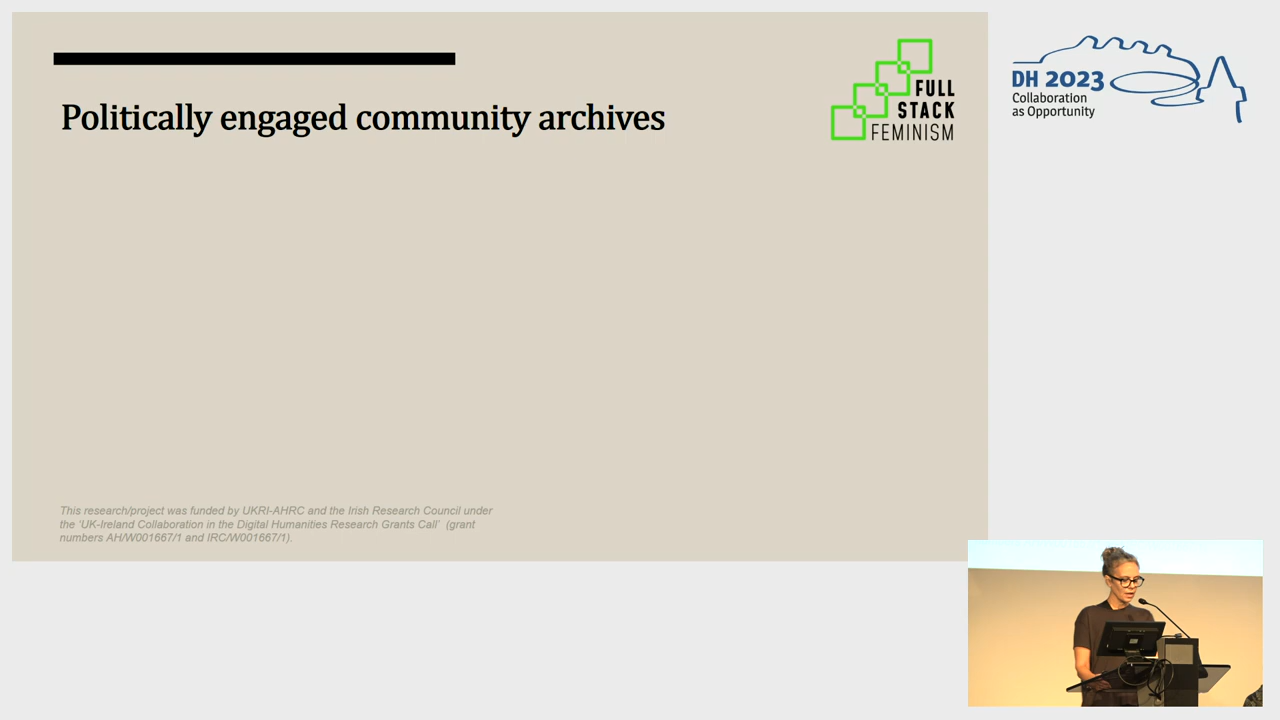 Politically engaged community archives
FULL
STACK
FEMINISM
DH 2023
Collaboration
as Opportunity
This research/project was funded by UKRI-AHRC and the Irish Research Council under
the ‘UK-Ireland Collaboration in the Digital Humanities Research Grants Call’ (grant
numbers AH/W001667/1 and IRC/W001667/1).